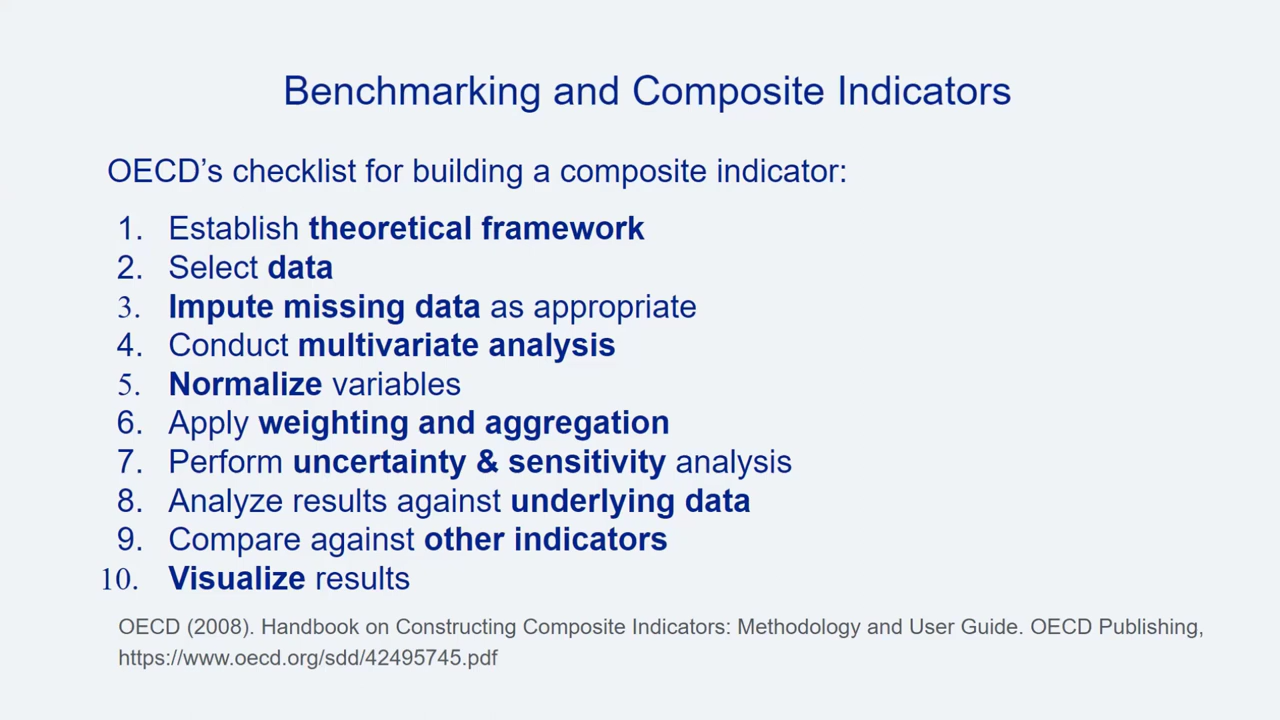 Benchmarking and Composite Indicators
OECD’s checklist for building a composite indicator:
1. Establish theoretical framework
2. Select data
3. Impute missing data as appropriate
4. Conduct multivariate analysis
5. Normalize variables
6. Apply weighting and aggregation
7. Perform uncertainty & sensitivity analysis
8. Analyze results against underlying data
9. Compare against other indicators
10. Visualize results
OECD (2008). Handbook on Constructing Composite Indicators: Methodology and User Guide. OECD Publishing,
https://www.oecd.org/sdd/42495745.pdf